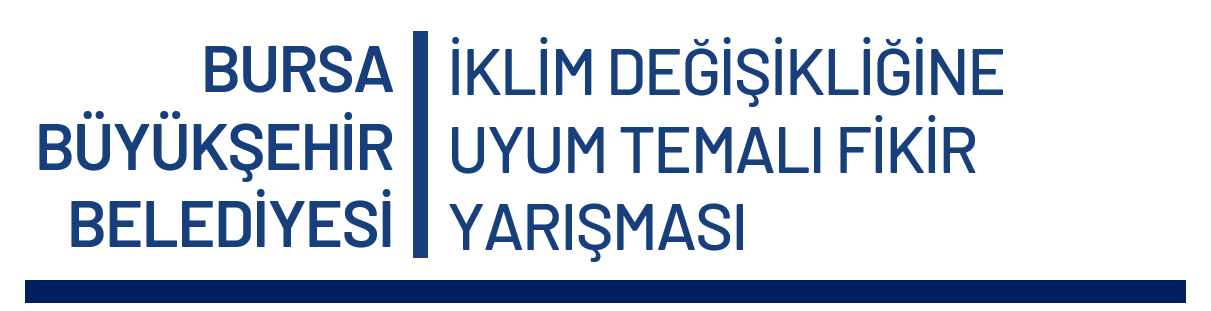 BURSA
BÜYÜKŞEHİR
BELEDİYESİ
İKLİM DEĞİŞİKLİĞİNE
UYUM TEMALI FİKİR
YARIŞMASI